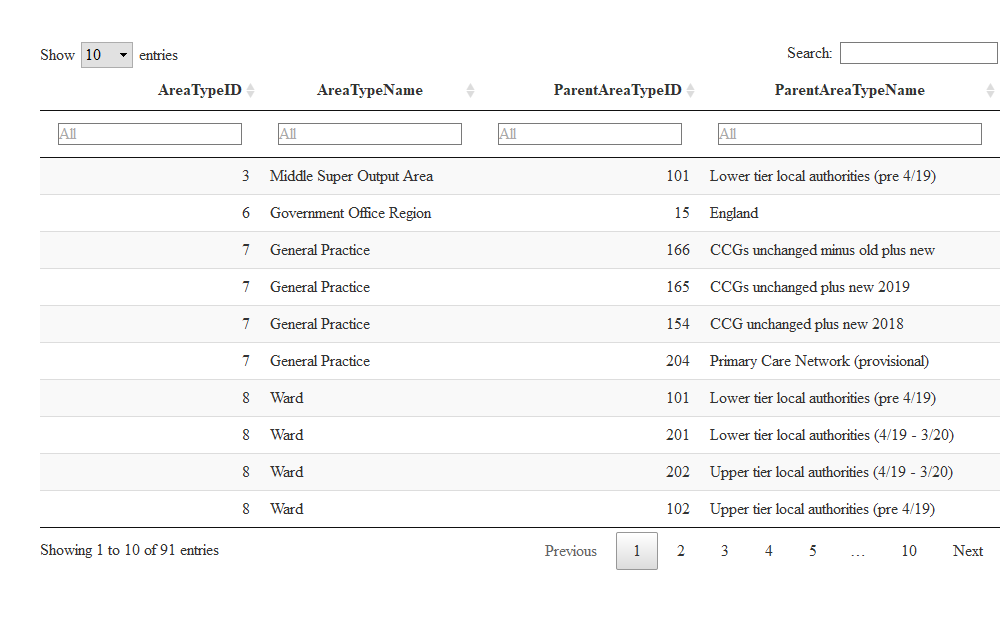 Show 10 entries Search:
AreaTypeID AreaTypeName ParentAreaTypeID ParentAreaTypeName
All All All All
3 Middle Super Output Area 101 Lower tier local authorities (pre 4/19)
6 Government Office Region 15 England
7 General Practice 166 CCGs unchanged minus old plus new
7 General Practice 165 CCGs unchanged plus new 2019
7 General Practice 154 CCG unchanged plus new 2018
7 General Practice 204 Primary Care Network (provisional)
8 Ward 101 Lower tier local authorities (pre 4/19)
8 Ward 201 Lower tier local authorities (4/19 - 3/20)
8 Ward 202 Upper tier local authorities (4/19 - 3/20)
8 Ward 102 Upper tier local authorities (pre 4/19)
Showing 1 to 10 of 91 entries Previous 1 2 3 4 5 … 10 Next